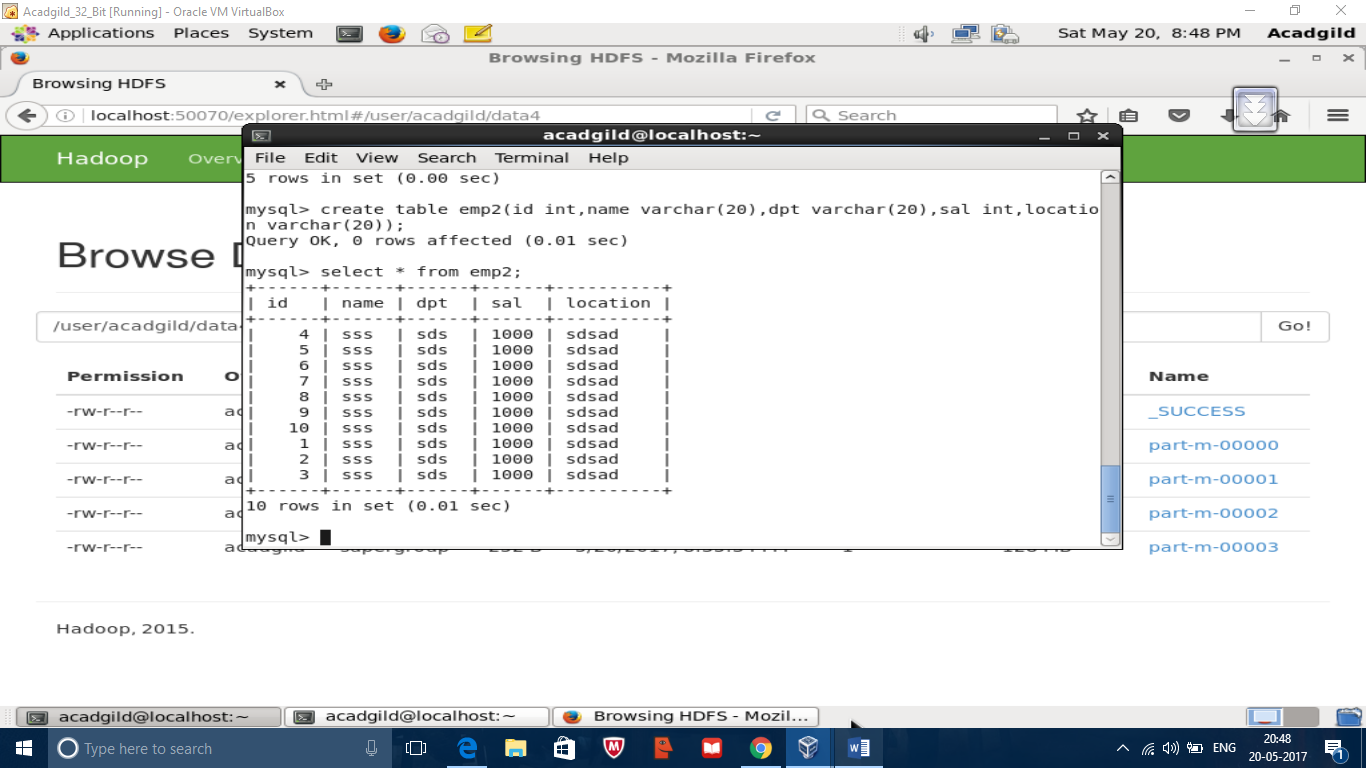 Acadgild_32_Bit [Running] - Oracle VM VirtualBox
Applications Places System Sat May 20, 8:48 PM Acadgild
Browsing HDFS - Mozilla Firefox
Browsing HDFS
localhost:50070/explorer.html#/user/acadgild/data4 Search
acadgild@localhost:~
Hadoop Overv
File Edit View Search Terminal Help
5 rows in set (0.00 sec)
mysql> create table emp2(id int,name varchar(20),dpt varchar(20),sal int,locatio
n varchar(20));
Query OK, 0 rows affected (0.01 sec)
mysql> select * from emp2;
+------+------+------+------+----------+
| id | name | dpt | sal | location |
+------+------+------+------+----------+
| 4 | sss | sds | 1000 | sdsad |
| 5 | sss | sds | 1000 | sdsad |
| 6 | sss | sds | 1000 | sdsad |
| 7 | sss | sds | 1000 | sdsad |
| 8 | sss | sds | 1000 | sdsad |
| 9 | sss | sds | 1000 | sdsad |
| 10 | sss | sds | 1000 | sdsad |
| 1 | sss | sds | 1000 | sdsad |
| 2 | sss | sds | 1000 | sdsad |
| 3 | sss | sds | 1000 | sdsad |
+------+------+------+------+----------+
10 rows in set (0.01 sec)
mysql>
Browse D
/user/acadgild/data Go!
Permission O Name
-rw-r--r-- ac _SUCCESS
-rw-r--r-- ac part-m-00000
-rw-r--r-- ac part-m-00001
-rw-r--r-- ac part-m-00002
-rw-r--r-- acadgild supergroup part-m-00003
Hadoop, 2015.
acadgild@localhost:~ acadgild@localhost:~ Browsing HDFS - Mozil...
Type here to search ENG 20:48
20-05-2017
1